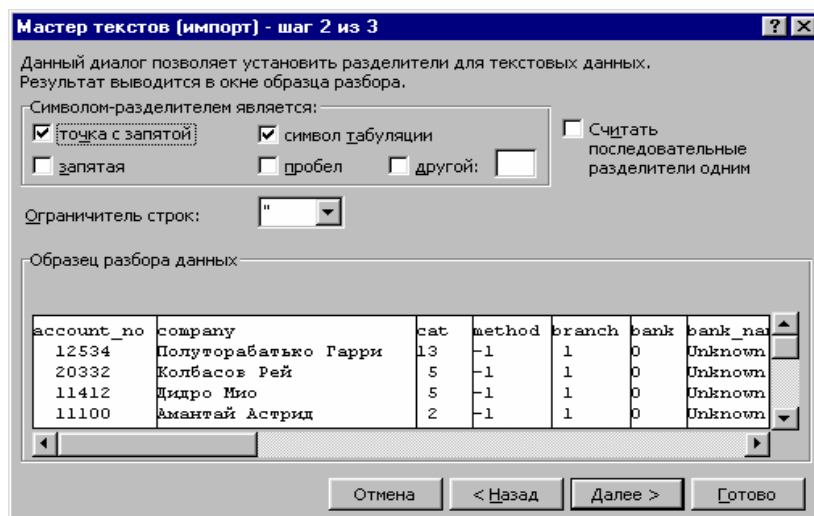 Мастер текстов (импорт) - шаг 2 из 3
Данный диалог позволяет установить разделители для текстовых данных.
Результат выводится в окне образца разбора.
Символом-разделителем является:
точка с запятой
символ табуляции
Считать
последовательные
разделители одним
запятая
пробел
другой:
Ограничитель строк:
"
Образец разбора данных
account_no company cat method branch bank bank_nam
12534 Полуторабатько Гарри 13 -1 1 0 Unknown
20332 Колбасов Рей 5 -1 1 0 Unknown
11412 Дидро Мио 5 -1 1 0 Unknown
11100 Амантай Астрид 2 -1 1 0 Unknown
Отмена
< Назад
Далее >
Готово